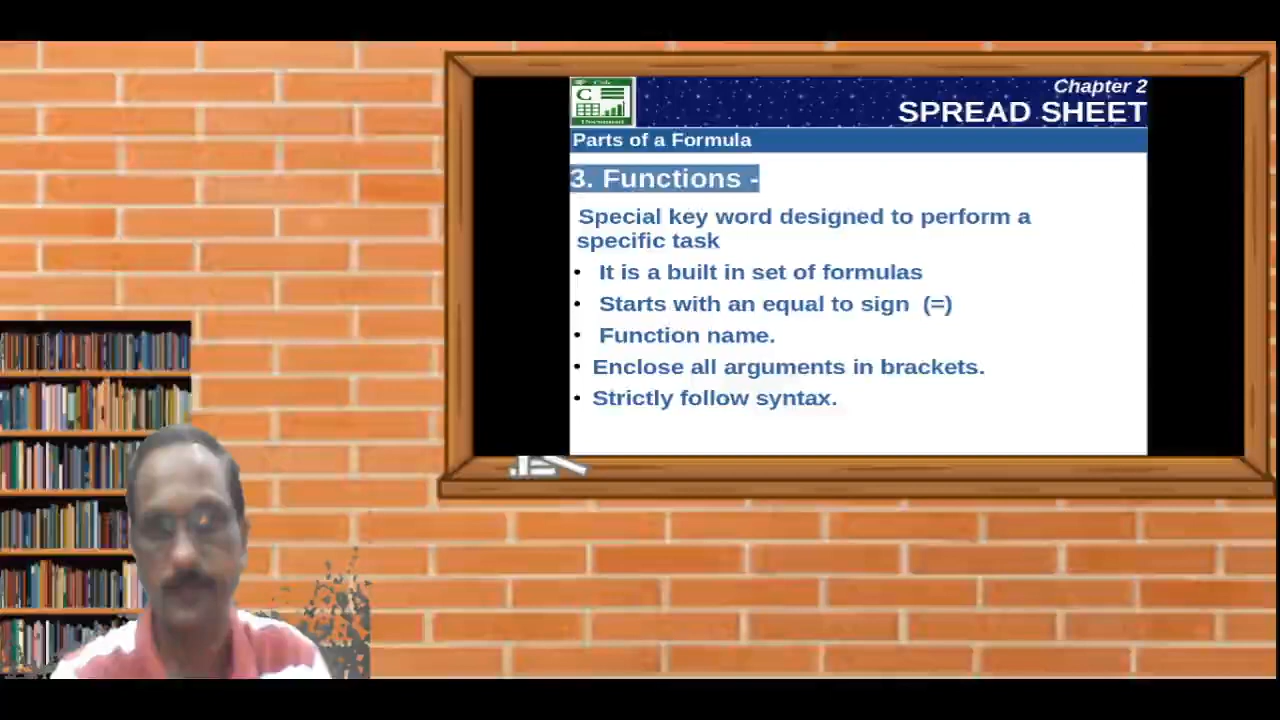 Chapter 2
Calc
C
SPREAD SHEET
Parts of a Formula
3. Functions -
Special key word designed to perform a
specific task
• It is a built in set of formulas
• Starts with an equal to sign (=)
• Function name.
• Enclose all arguments in brackets.
• Strictly follow syntax.